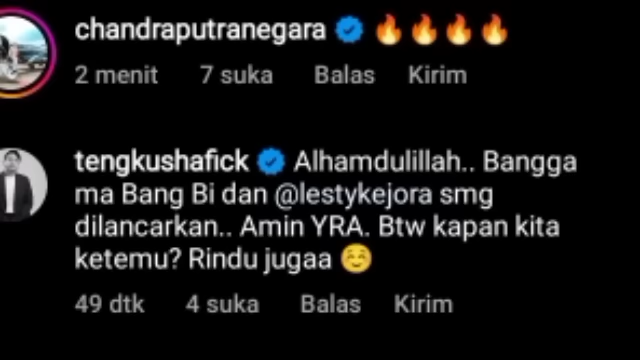 chandraputranegara 🔥🔥🔥🔥
2 menit 7 suka Balas Kirim
tengkushafick Alhamdulillah.. Bangga
ma Bang Bi dan @lestykejora smg
dilancarkan.. Amin YRA. Btw kapan kita
ketemu? Rindu jugaa ☺️
49 dtk 4 suka Balas Kirim